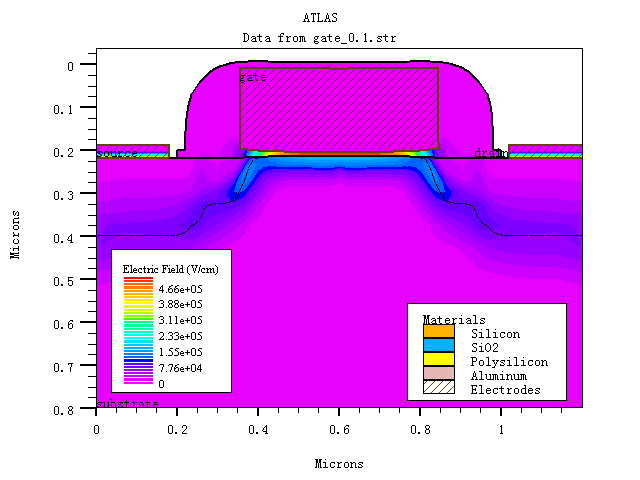 ATLAS
Data from gate_0.1.str
0
gate
0.1
0.2
source
drain
0.3
0.4
Microns
0.5
Electric Field (V/cm)
4.66e+05
3.88e+05
3.11e+05
2.33e+05
1.55e+05
7.76e+04
0
0.6
Materials
Silicon
SiO2
Polysilicon
Aluminum
Electrodes
0.7
substrate
0.8
0
0.2
0.4
0.6
0.8
1
Microns